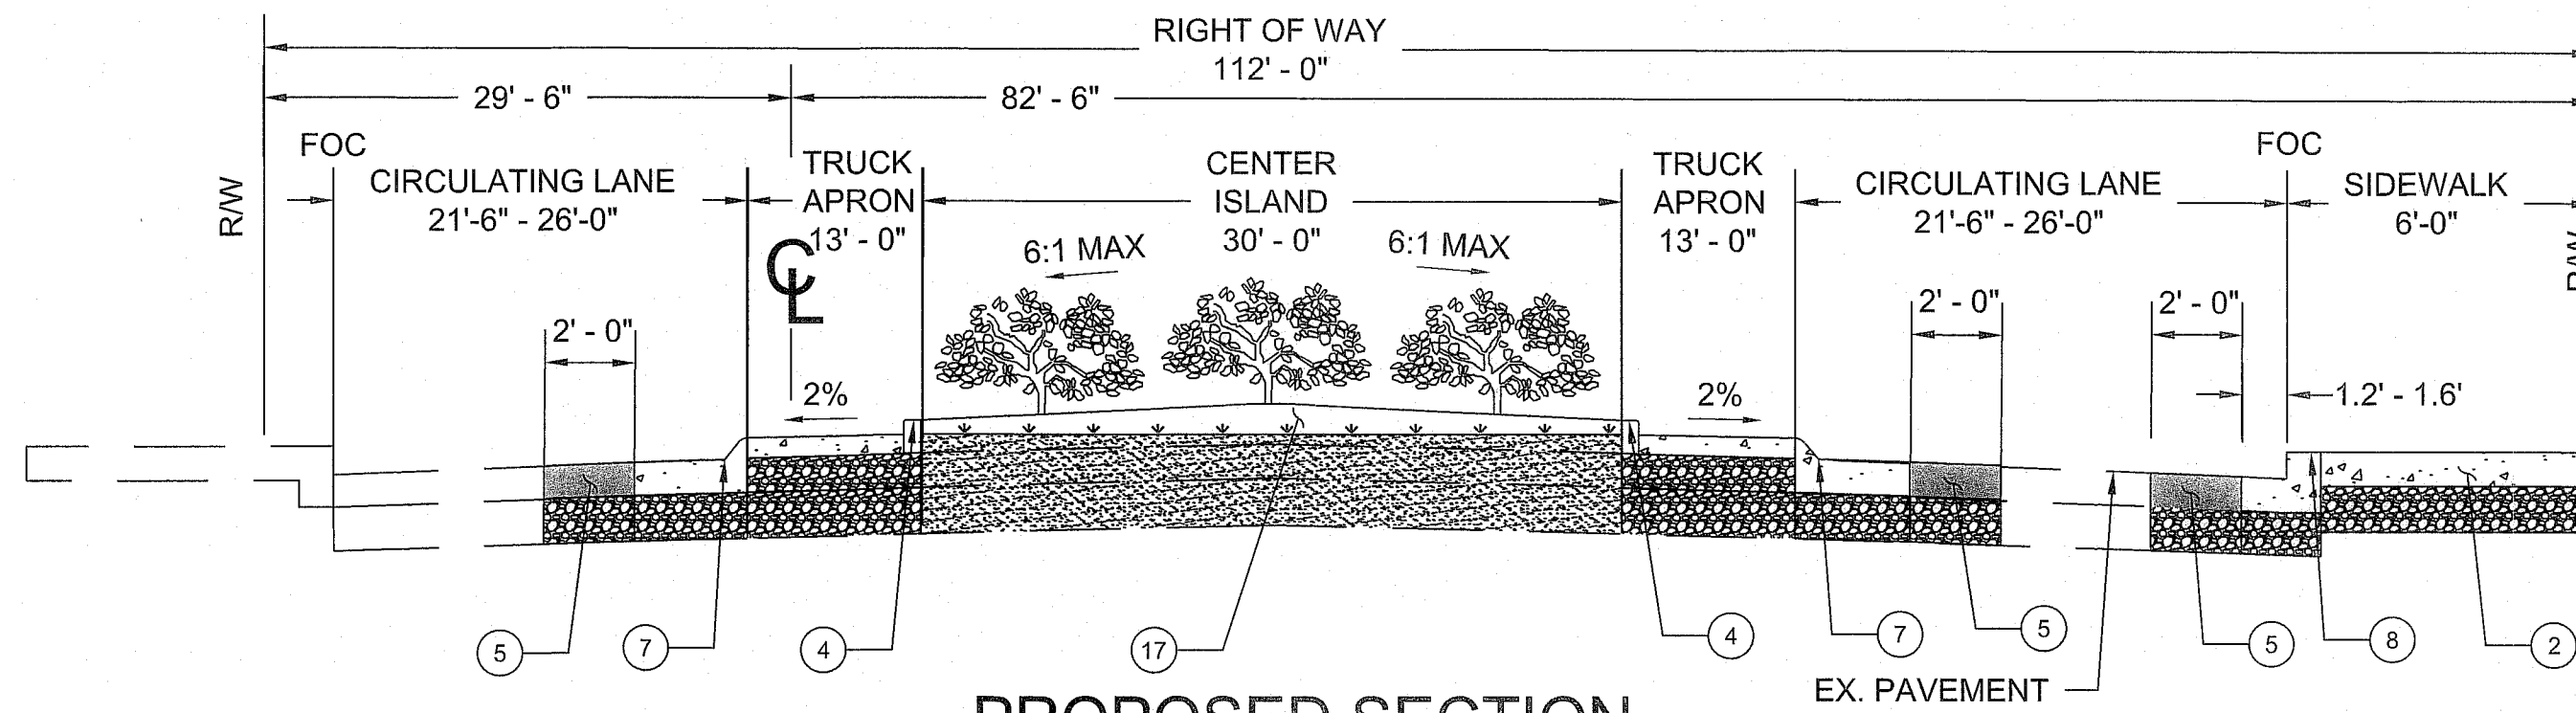 RIGHT OF WAY
112' - 0"
29' - 6"
82' - 6"
R/W
FOC
CIRCULATING LANE
21'-6" - 26'-0"
TRUCK
APRON
13' - 0"
CENTER
ISLAND
30' - 0"
TRUCK
APRON
13' - 0"
CIRCULATING LANE
21'-6" - 26'-0"
FOC
SIDEWALK
6'-0"
R/W
CL
6:1 MAX
6:1 MAX
2' - 0"
2%
2%
2' - 0"
2' - 0"
1.2' - 1.6'
5
7
4
17
4
7
5
5
8
2
EX. PAVEMENT
PROPOSED SECTION